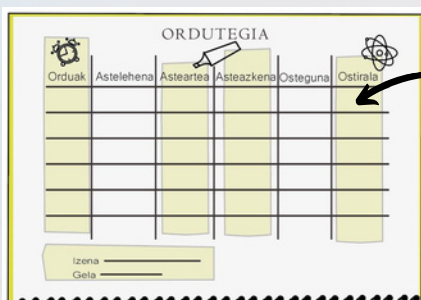 ORDUTEGIA
Orduak Astelehena Asteartea Asteazkena Osteguna Ostirala
Izena
Gela